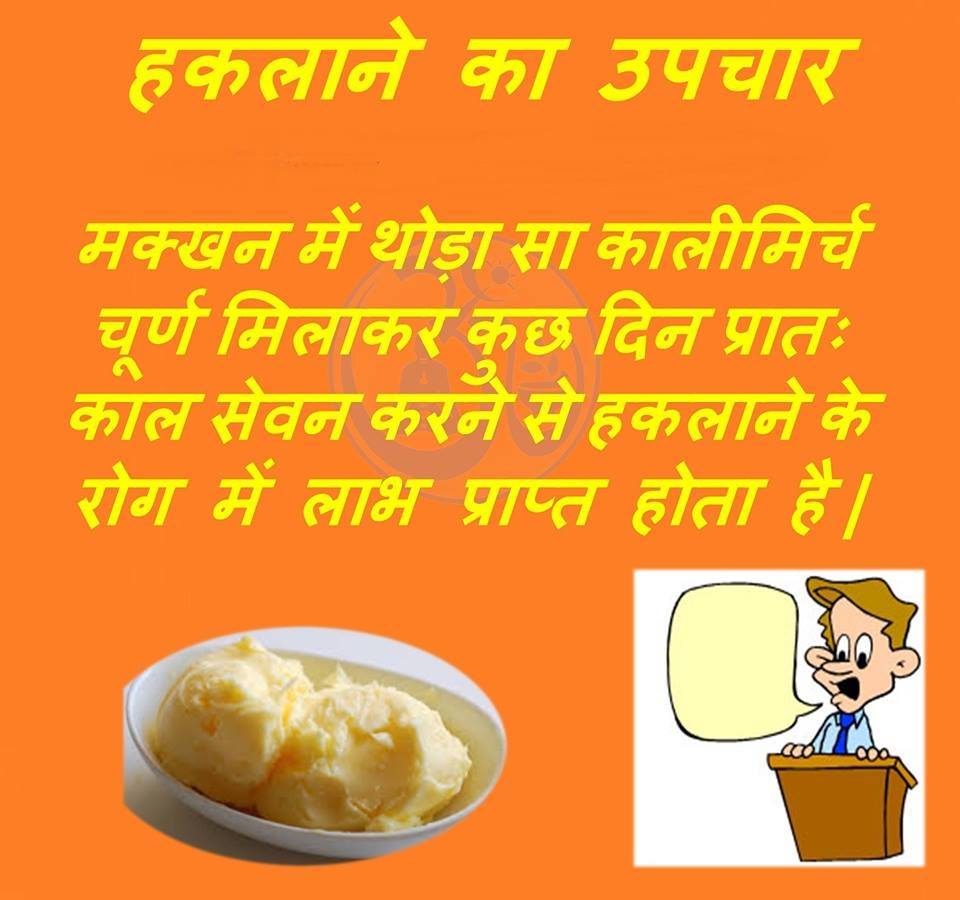 हकलाने का उपचार
मक्खन में थोड़ा सा कालीमिर्च
चूर्ण मिलाकर कुछ दिन प्रातः
काल सेवन करने से हकलाने के
रोग में लाभ प्राप्त होता है|